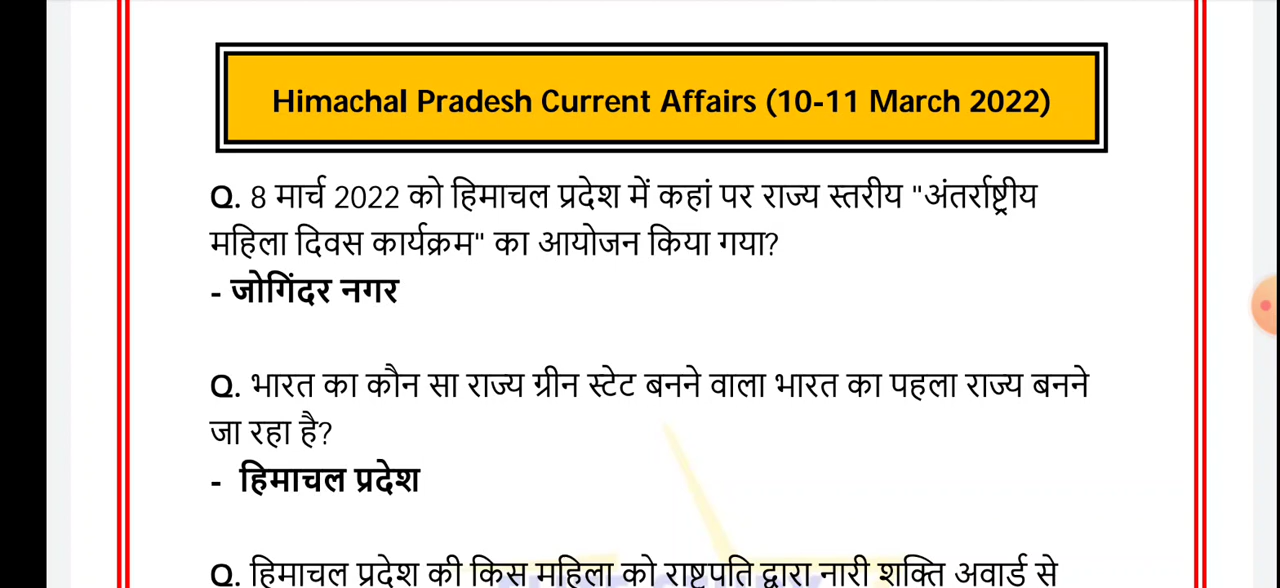 Himachal Pradesh Current Affairs (10-11 March 2022)
Q. 8 मार्च 2022 को हिमाचल प्रदेश में कहां पर राज्य स्तरीय "अंतर्राष्ट्रीय
महिला दिवस कार्यक्रम" का आयोजन किया गया?
- जोगिंदर नगर
Q. भारत का कौन सा राज्य ग्रीन स्टेट बनने वाला भारत का पहला राज्य बनने
जा रहा है?
- हिमाचल प्रदेश
Q. हिमाचल प्रदेश की किस महिला को राष्ट्रपति द्वारा नारी शक्ति अवार्ड से